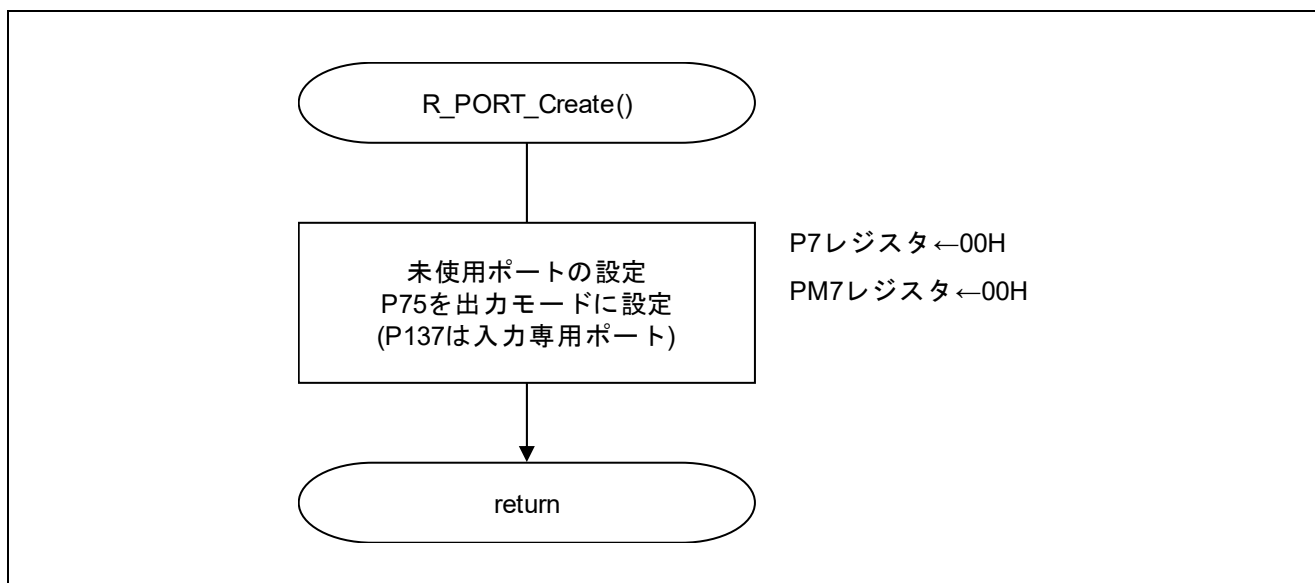 R_PORT_Create()
未使用ポートの設定
P75を出力モードに設定
(P137は入力専用ポート)
P7レジスタ←00H
PM7レジスタ←00H
return